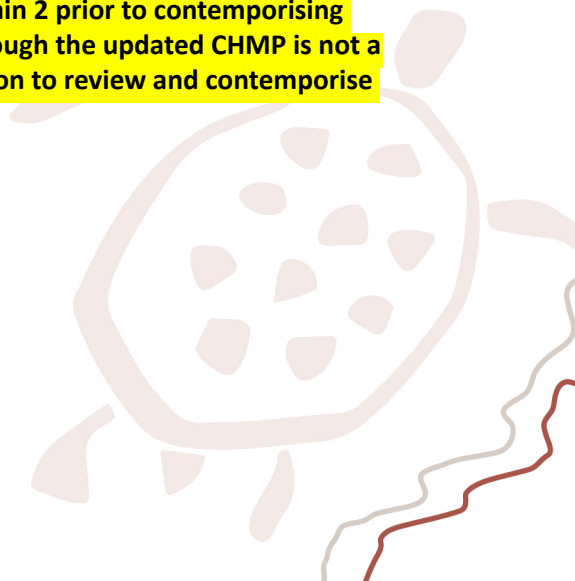 in 2 prior to contemporising
ough the updated CHMP is not a
on to review and contemporise